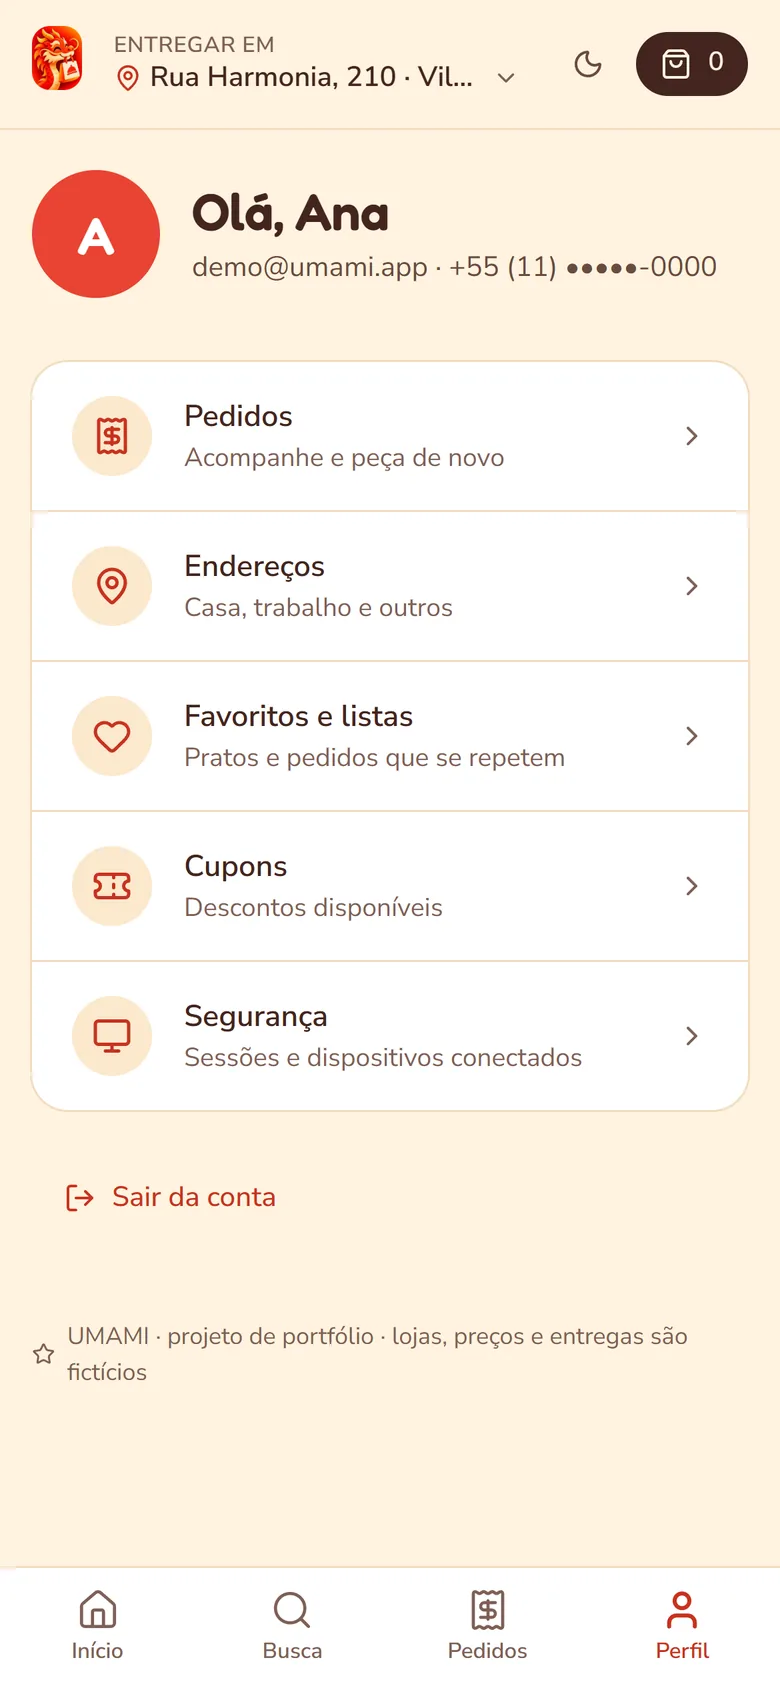 ENTREGAR EM
Rua Harmonia, 210 · Vil...
0
A
Olá, Ana
demo@umami.app · +55 (11) •••••-0000
Pedidos
Acompanhe e peça de novo
Endereços
Casa, trabalho e outros
Favoritos e listas
Pratos e pedidos que se repetem
Cupons
Descontos disponíveis
Segurança
Sessões e dispositivos conectados
Sair da conta
UMAMI · projeto de portfólio · lojas, preços e entregas são
fictícios
Início
Busca
Pedidos
Perfil